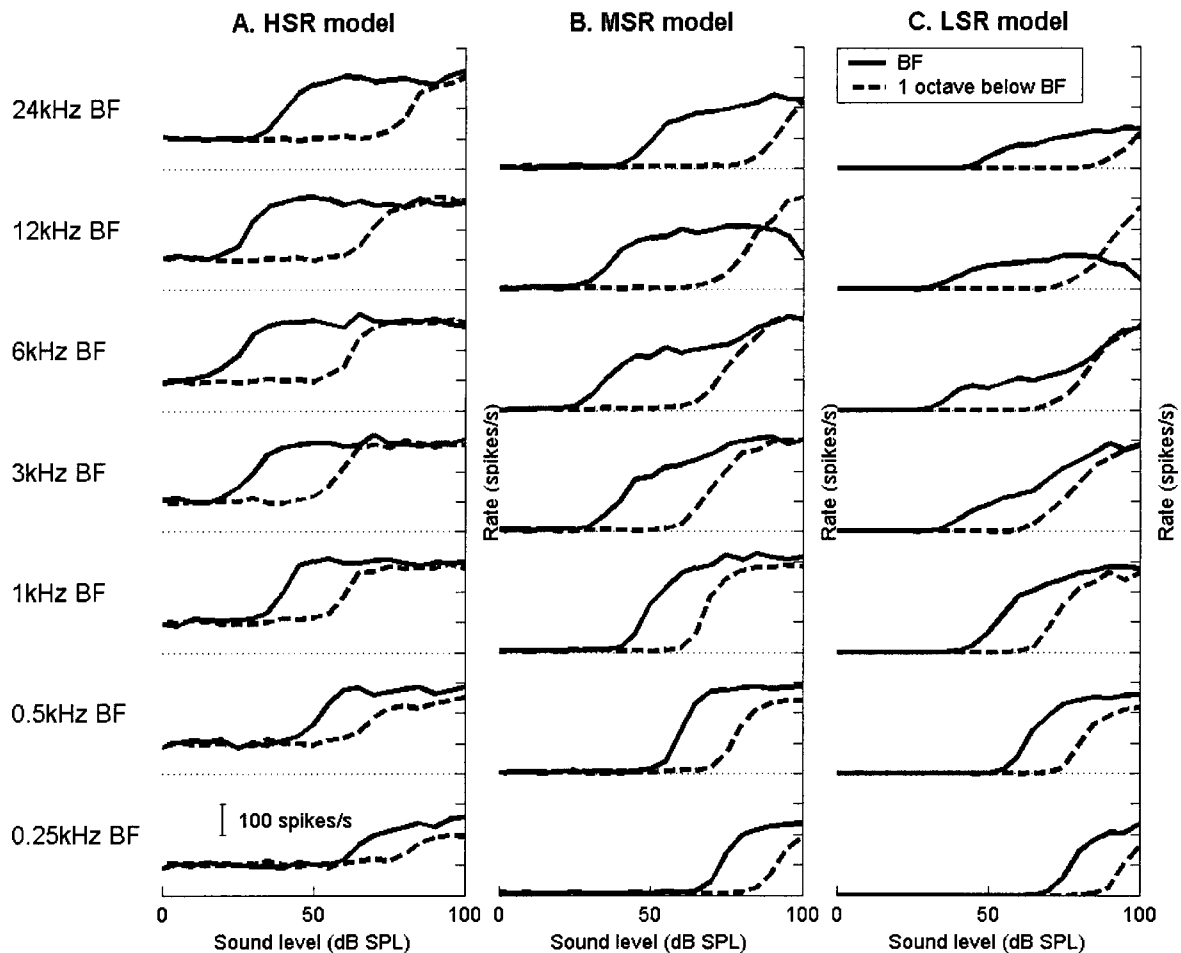 A. HSR model
B. MSR model
C. LSR model
BF
1 octave below BF
24kHz BF
12kHz BF
6kHz BF
3kHz BF
1kHz BF
0.5kHz BF
0.25kHz BF
100 spikes/s
Rate (spikes/s)
Rate (spikes/s)
Rate (spikes/s)
0 50 100
0 50 100
0 50 100
Sound level (dB SPL)
Sound level (dB SPL)
Sound level (dB SPL)